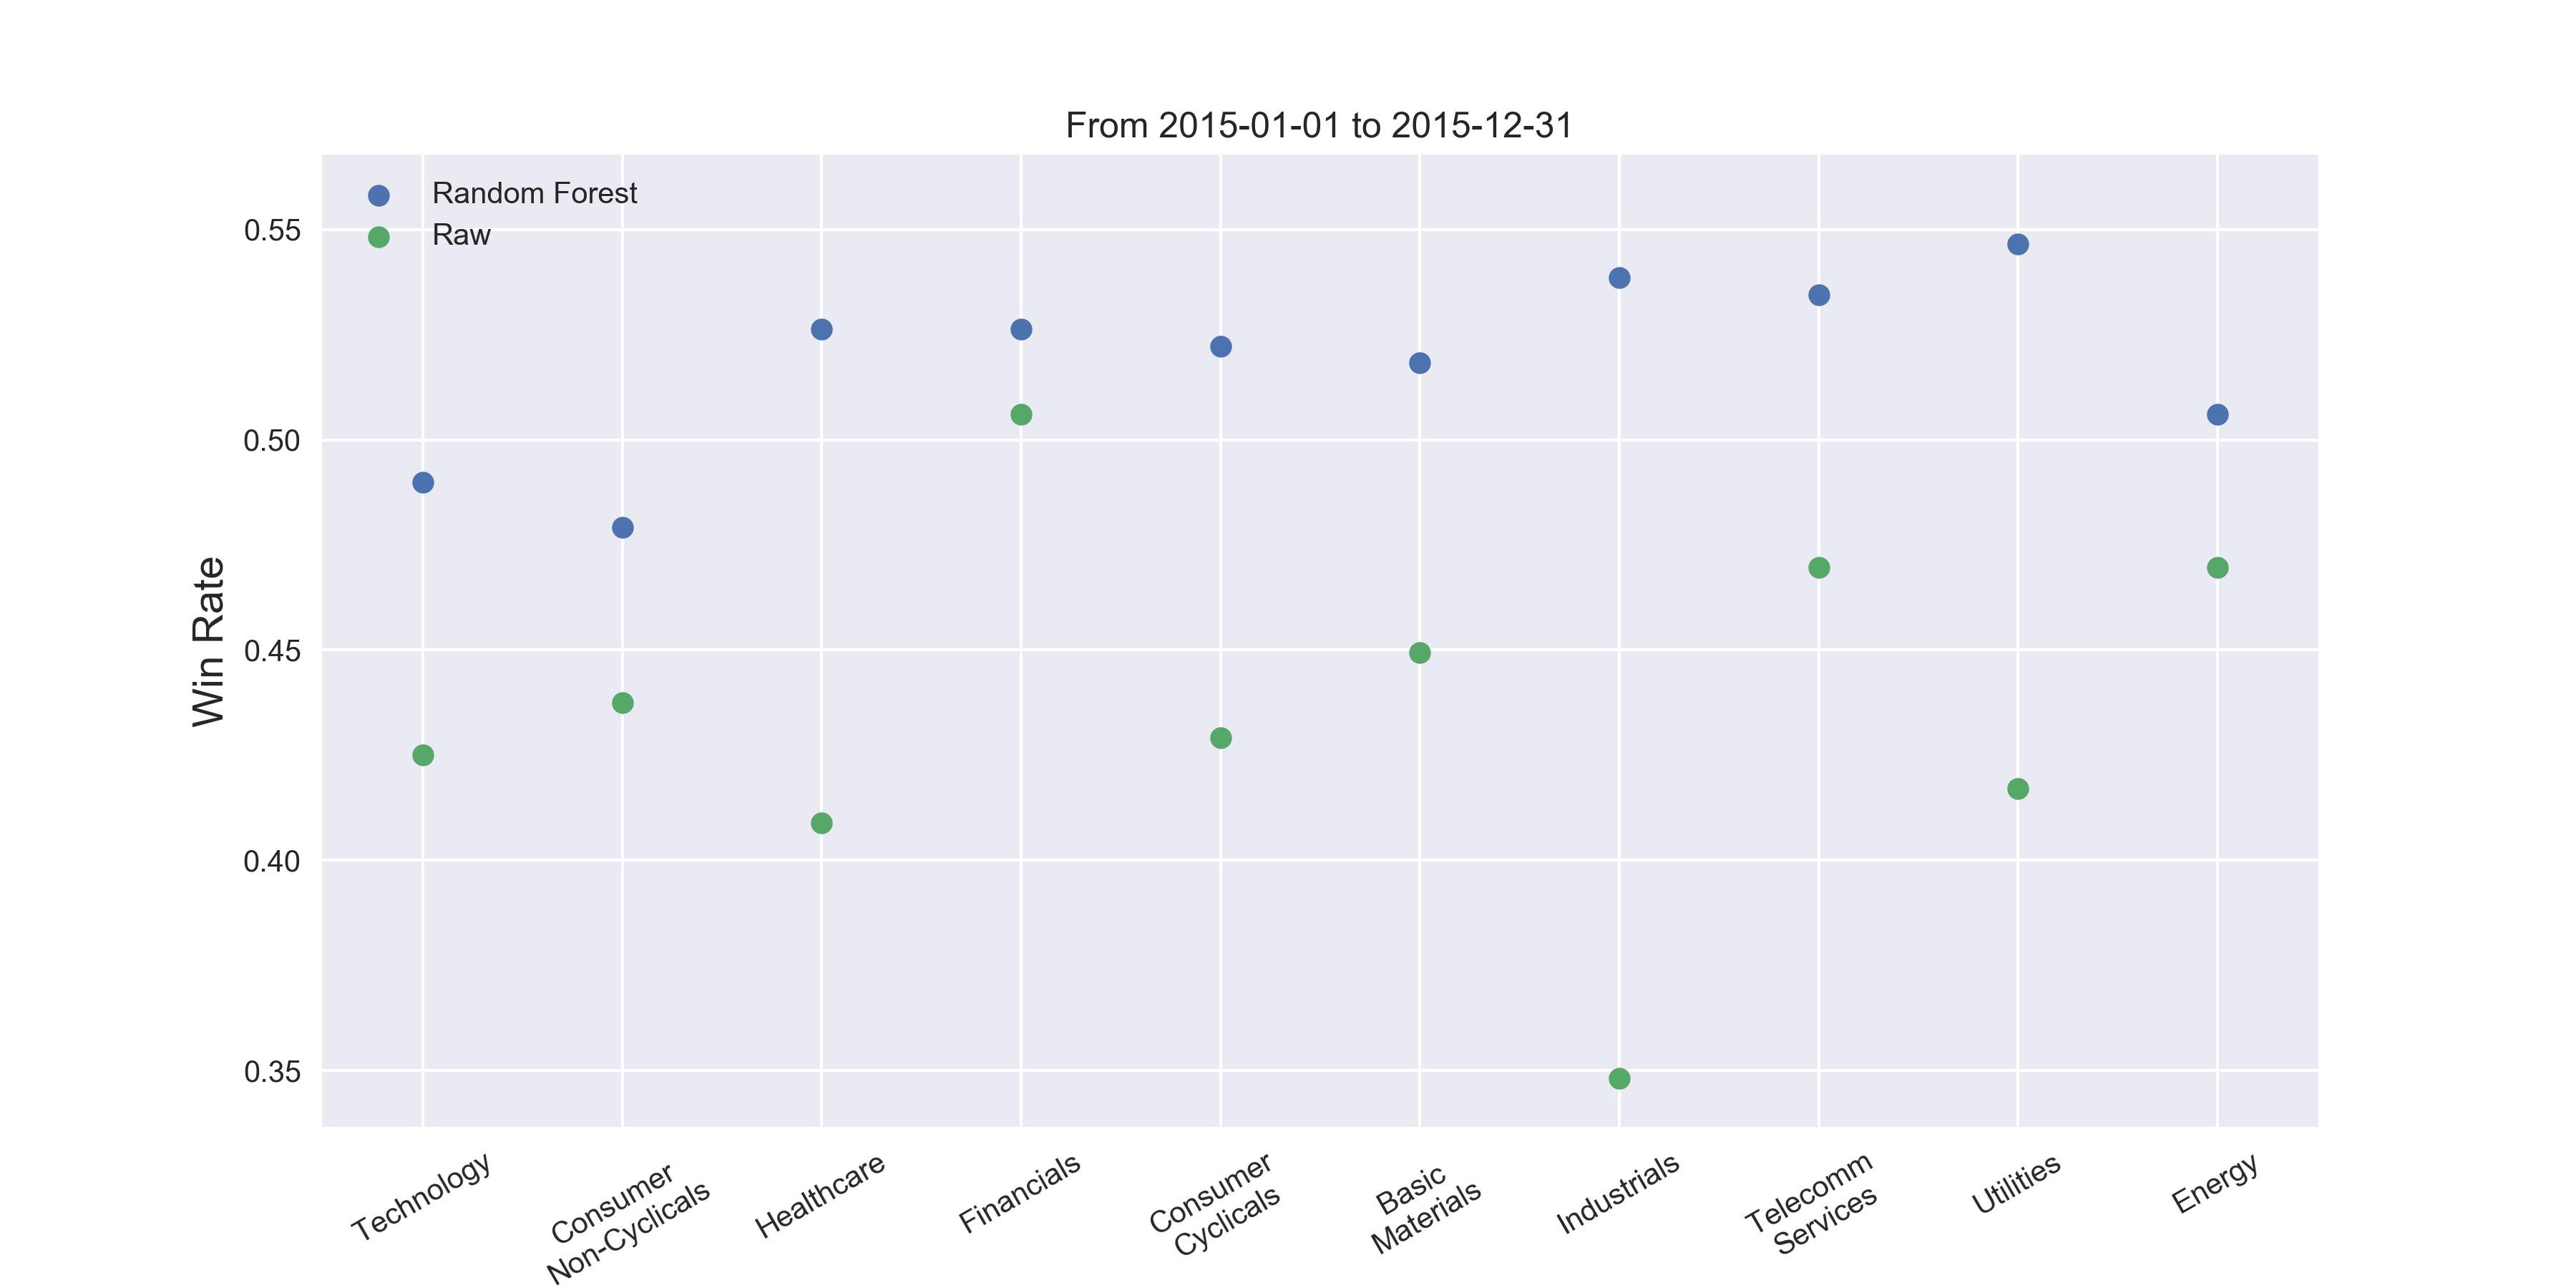 From 2015-01-01 to 2015-12-31
Random Forest
Raw
0.55
0.50
0.45
0.40
0.35
Win Rate
Technology
Consumer
Non-Cyclicals
Healthcare
Financials
Consumer
Cyclicals
Basic
Materials
Industrials
Telecomm
Services
Utilities
Energy